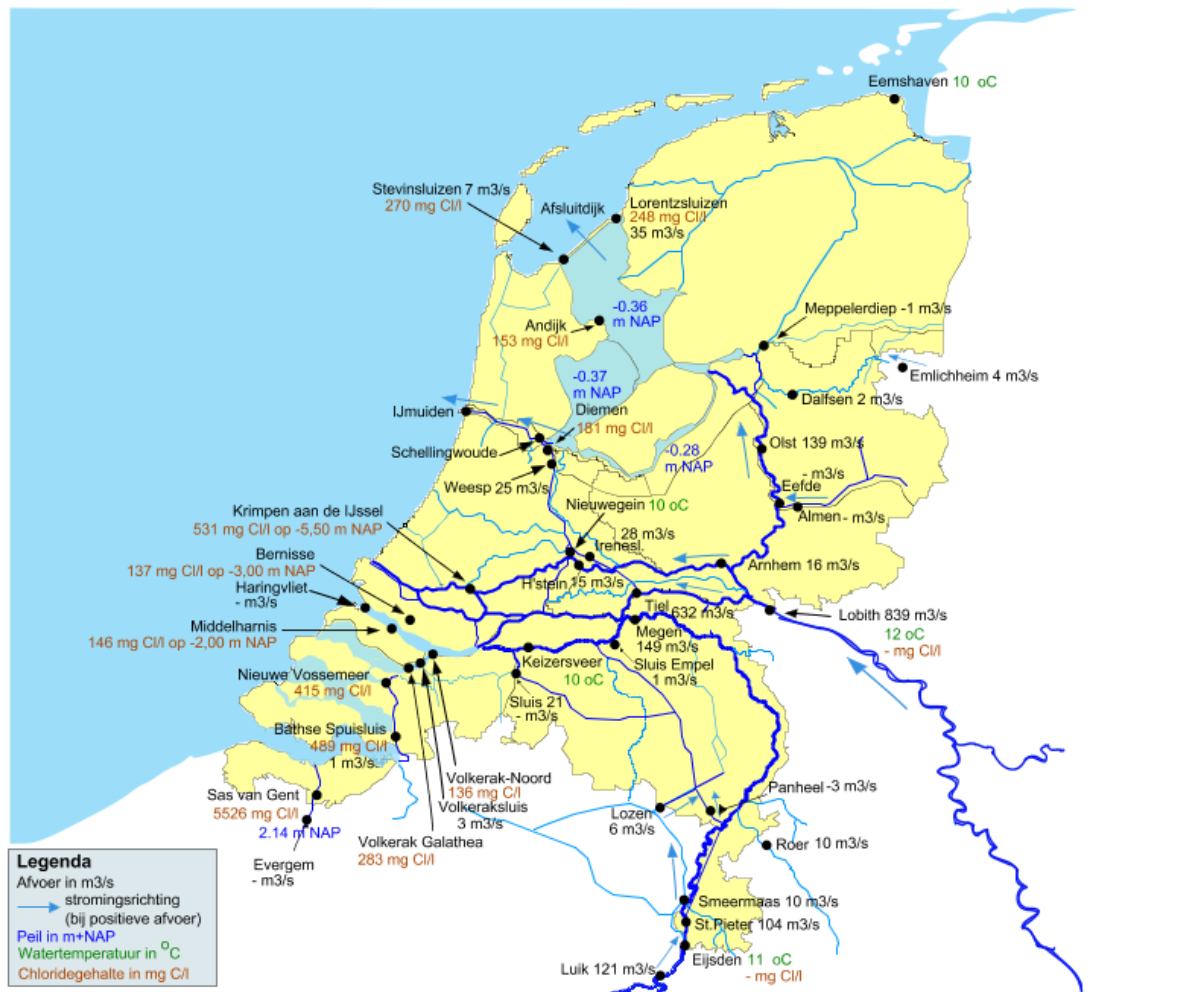 Eemshaven 10 oC
Stevinsluizen 7 m3/s
270 mg Cl/l
Afsluitdijk
Lorentzsluizen
248 mg Cl/l
35 m3/s
-0.36
m NAP
Meppelerdiep -1 m3/s
Andijk
153 mg Cl/l
-0.37
m NAP
Emlichheim 4 m3/s
Dalfsen 2 m3/s
IJmuiden
Diemen
181 mg Cl/l
Schellingwoude
Olst 139 m3/s
-0.28
m NAP
- m3/s
Weesp 25 m3/s
Eefde
Almen - m3/s
Nieuwegein 10 oC
Krimpen aan de IJssel
531 mg Cl/l op -5,50 m NAP
28 m3/s
Irenesl.
Bernisse
137 mg Cl/l op -3,00 m NAP
H'stein 15 m3/s
Arnhem 16 m3/s
Haringvliet
- m3/s
Tiel 632 m3/s
Lobith 839 m3/s
12 oC
- mg Cl/l
Middelharnis
146 mg Cl/l op -2,00 m NAP
Megen
149 m3/s
Keizersveer
10 oC
Sluis Empel
1 m3/s
Nieuwe Vossemeer
415 mg Cl/l
Sluis 21
- m3/s
Bathse Spuisluis
489 mg Cl/l
1 m3/s
Volkerak-Noord
136 mg C/l
Volkeraksluis
3 m3/s
Volkerak Galathea
283 mg Cl/l
Sas van Gent
5526 mg Cl/l
2.14 m NAP
Evergem
- m3/s
Panheel -3 m3/s
Lozen
6 m3/s
Roer 10 m3/s
Smeermaas 10 m3/s
St.Pieter 104 m3/s
Eijsden 11 oC
- mg Cl/l
Luik 121 m3/s
Legenda
Afvoer in m3/s
stromingsrichting
(bij positieve afvoer)
Peil in m+NAP
Watertemperatuur in °C
Chloridegehalte in mg C/l